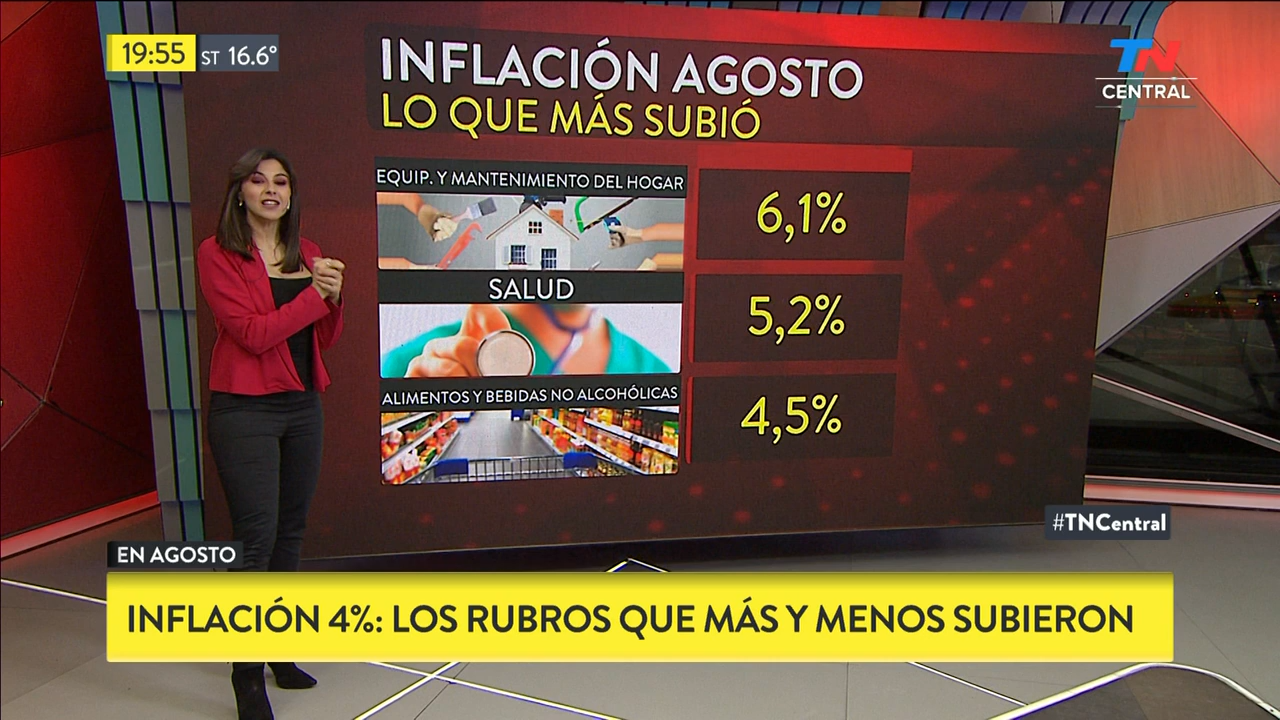 19:55 ST 16.6°
TN
CENTRAL
INFLACIÓN AGOSTO
LO QUE MÁS SUBIÓ
EQUIP. Y MANTENIMIENTO DEL HOGAR
6,1%
SALUD
5,2%
ALIMENTOS Y BEBIDAS NO ALCOHÓLICAS
4,5%
#TNCentral
EN AGOSTO
INFLACIÓN 4%: LOS RUBROS QUE MÁS Y MENOS SUBIERON